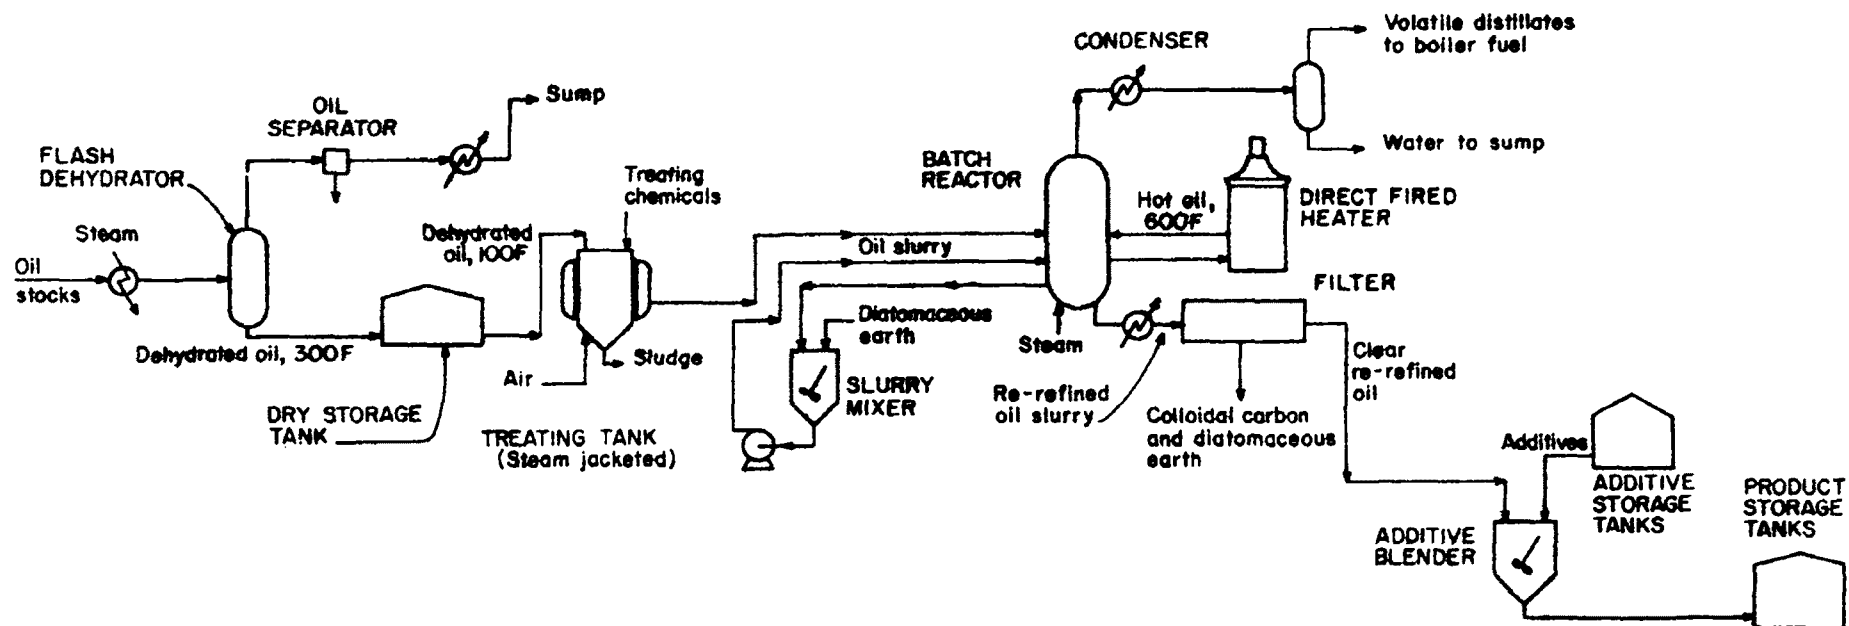 Volatile distillates
to boiler fuel
CONDENSER
Sump
OIL
SEPARATOR
Water to sump
FLASH
DEHYDRATOR
BATCH
REACTOR
Treating
chemicals
Hot oil,
600F
DIRECT FIRED
HEATER
Steam
Dehydrated
oil, 100F
Oil slurry
Oil
stocks
FILTER
Diatomaceous
earth
Steam
Dehydrated oil, 300F
Sludge
Air
Clear
re-refined
oil
SLURRY
MIXER
Re-refined
oil slurry
DRY STORAGE
TANK
Colloidal carbon
and diatomaceous
earth
TREATING TANK
(Steam jacketed)
Additives
ADDITIVE
STORAGE
TANKS
PRODUCT
STORAGE
TANKS
ADDITIVE
BLENDER